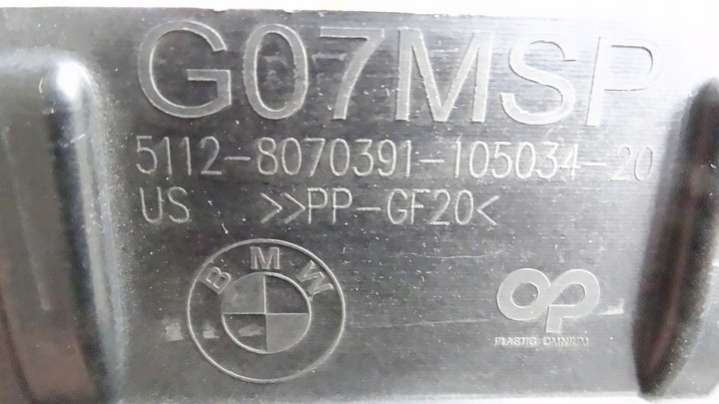 G07MSP
5112-8070391-105034-20
US >>PP-GF20<
BMW
PLASTIC OMNIUM